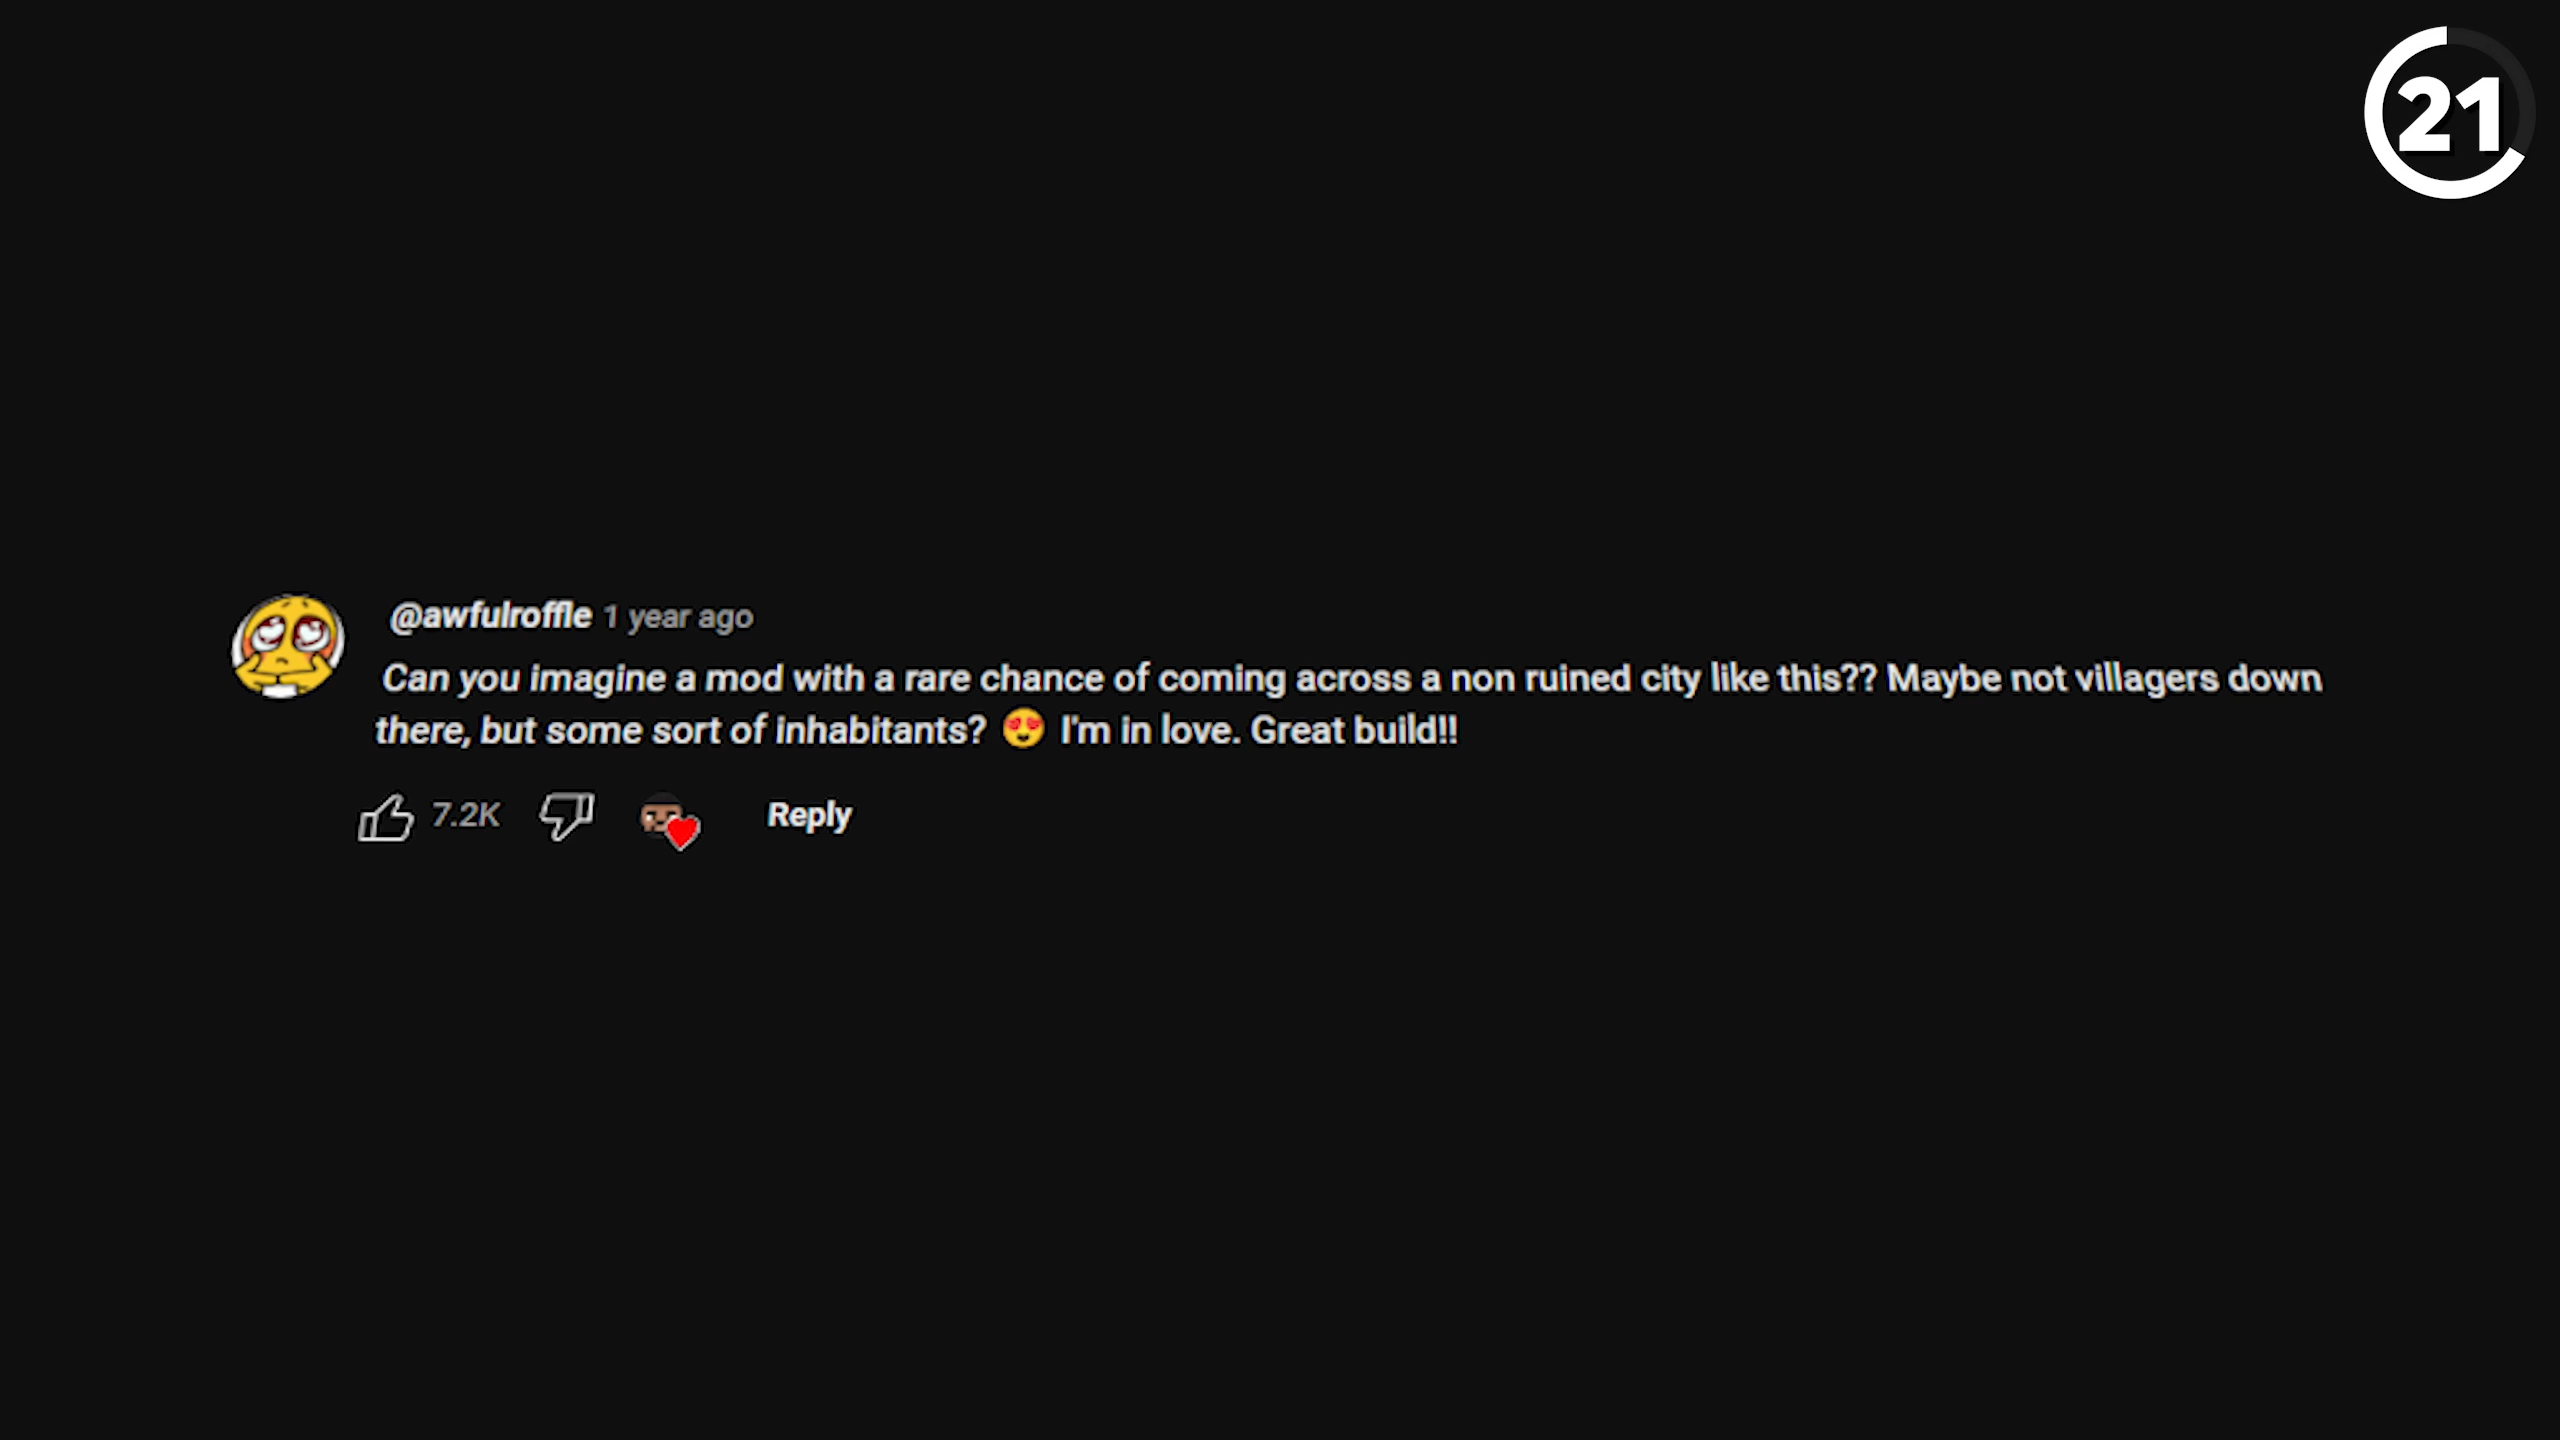 21
@awfulroffle 1 year ago
Can you imagine a mod with a rare chance of coming across a non ruined city like this?? Maybe not villagers down
there, but some sort of inhabitants? 😍 I'm in love. Great build!!
7.2K Reply